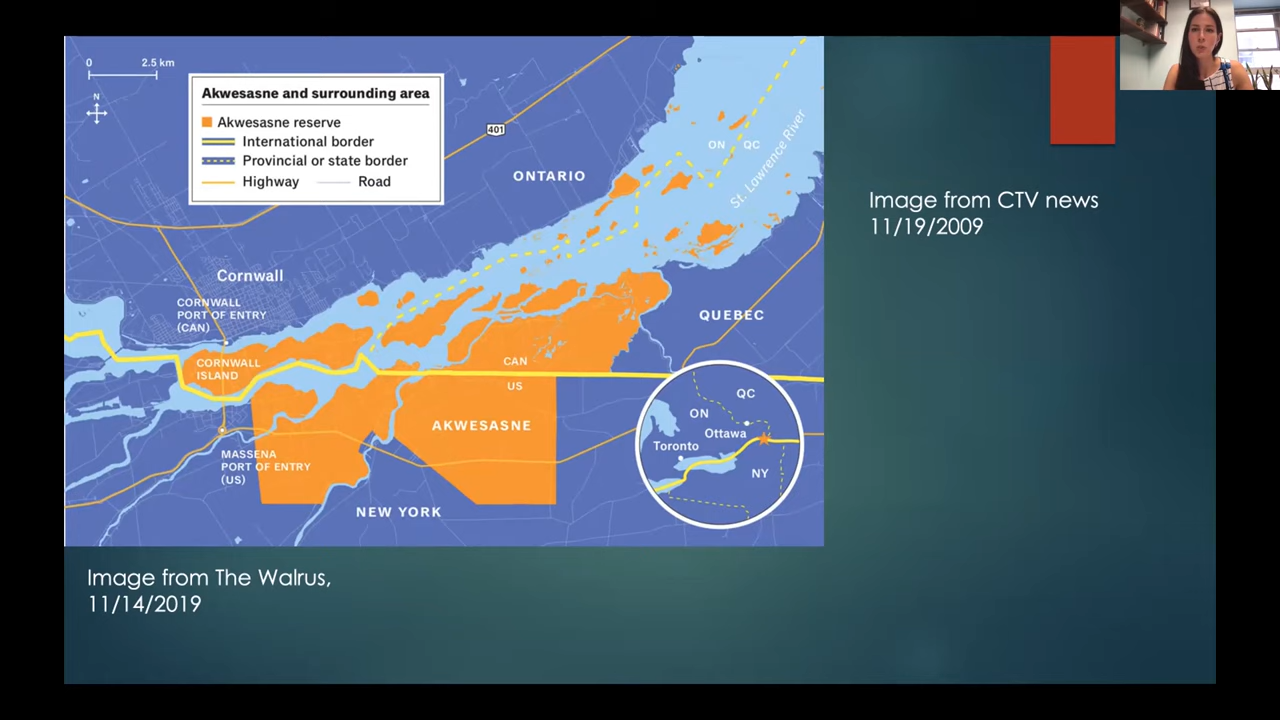 0 2.5 km
N
Akwesasne and surrounding area
Akwesasne reserve
International border
Provincial or state border
Highway Road
401
ONTARIO
ON QC
St. Lawrence River
Cornwall
CORNWALL
PORT OF ENTRY
(CAN)
CORNWALL
ISLAND
QUEBEC
CAN
US
AKWESASNE
MASSENA
PORT OF ENTRY
(US)
NEW YORK
QC
ON
Ottawa
Toronto
NY
Image from CTV news
11/19/2009
Image from The Walrus,
11/14/2019